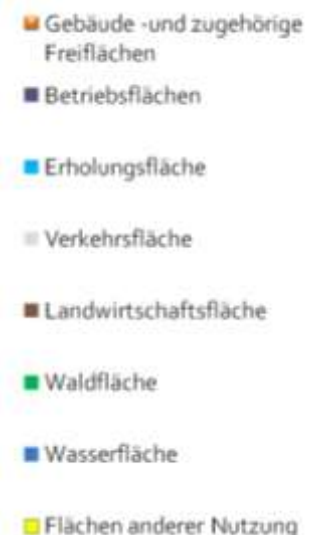 Gebäude -und zugehörige
Freiflächen
Betriebsflächen
Erholungsfläche
Verkehrsfläche
Landwirtschaftsfläche
Waldfläche
Wasserfläche
Flächen anderer Nutzung